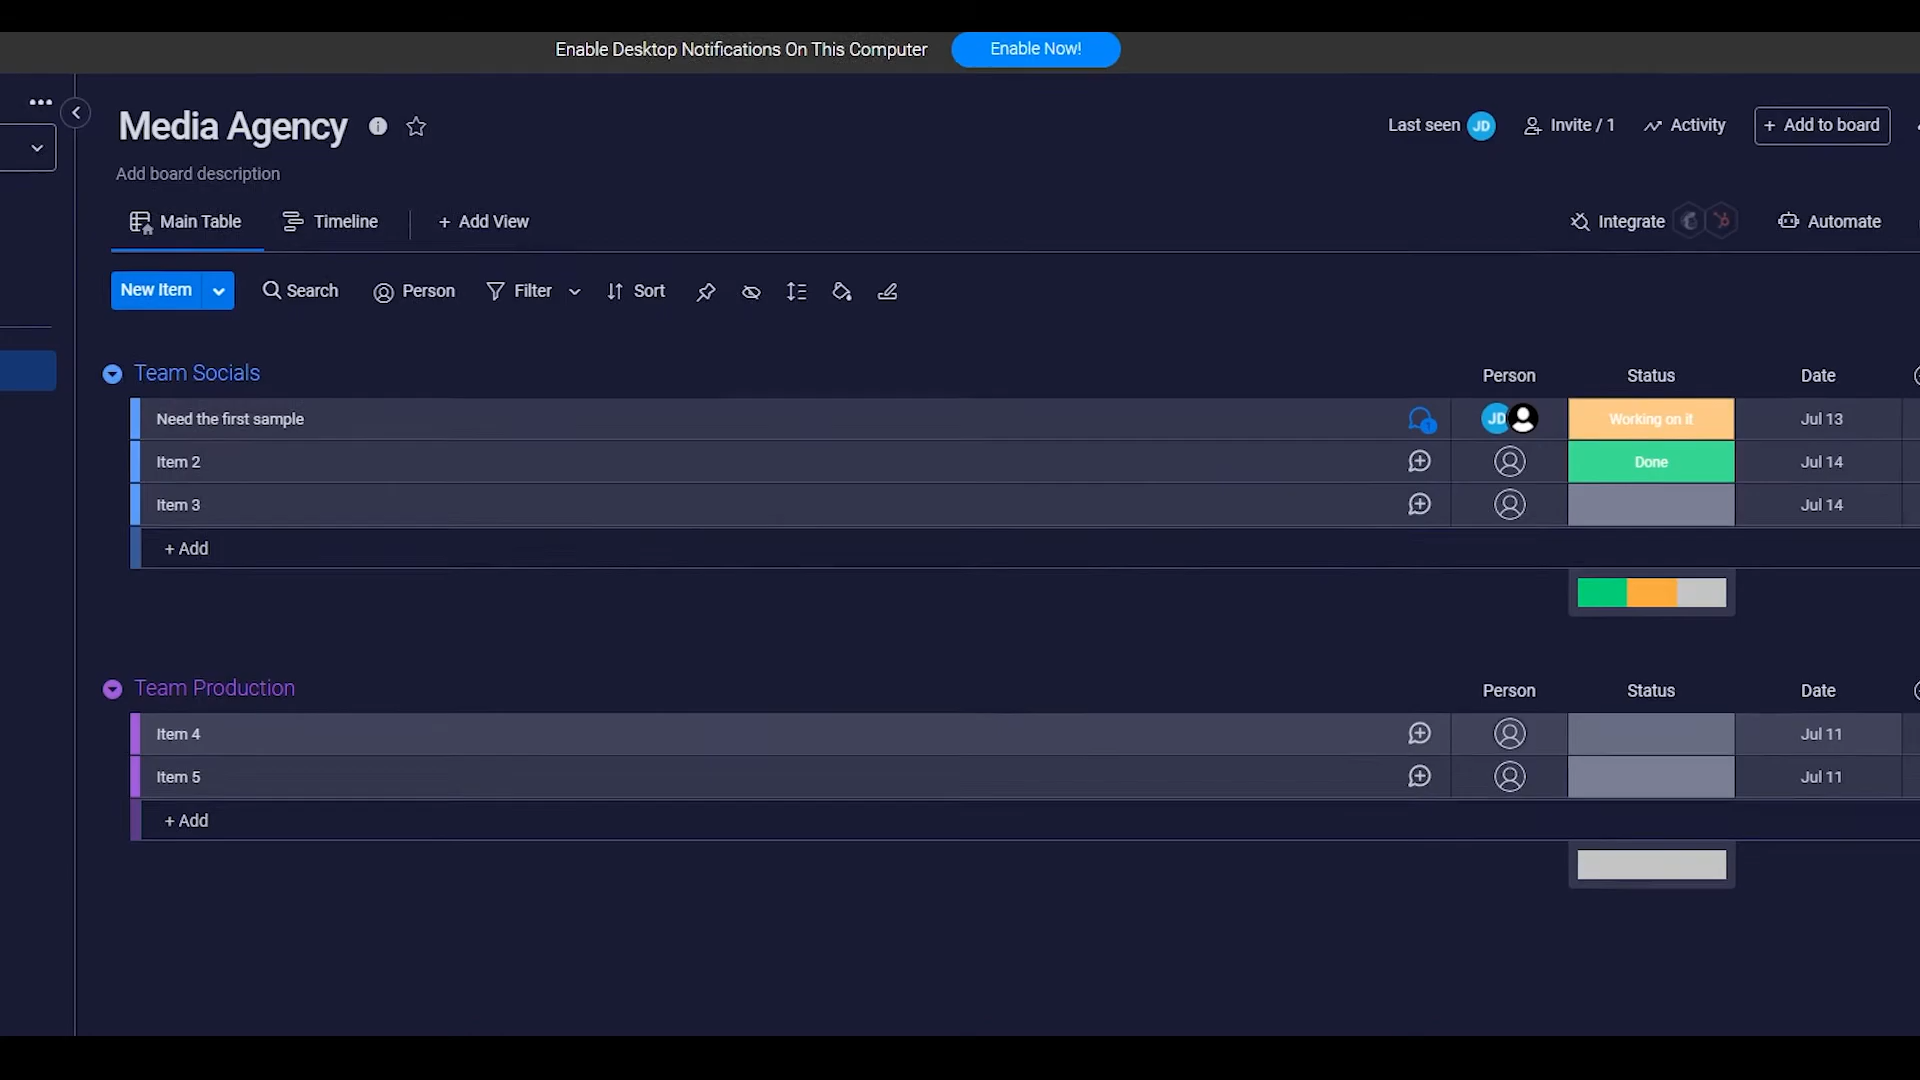 Enable Desktop Notifications On This Computer Enable Now!
Media Agency
Last seen JD Invite / 1 Activity + Add to board
Add board description
Main Table Timeline + Add View Integrate Automate
New Item Search Person Filter Sort
Team Socials Person Status Date
Need the first sample 1 JD Working on it Jul 13
Item 2 Done Jul 14
Item 3 Jul 14
+ Add
Team Production Person Status Date
Item 4 Jul 11
Item 5 Jul 11
+ Add